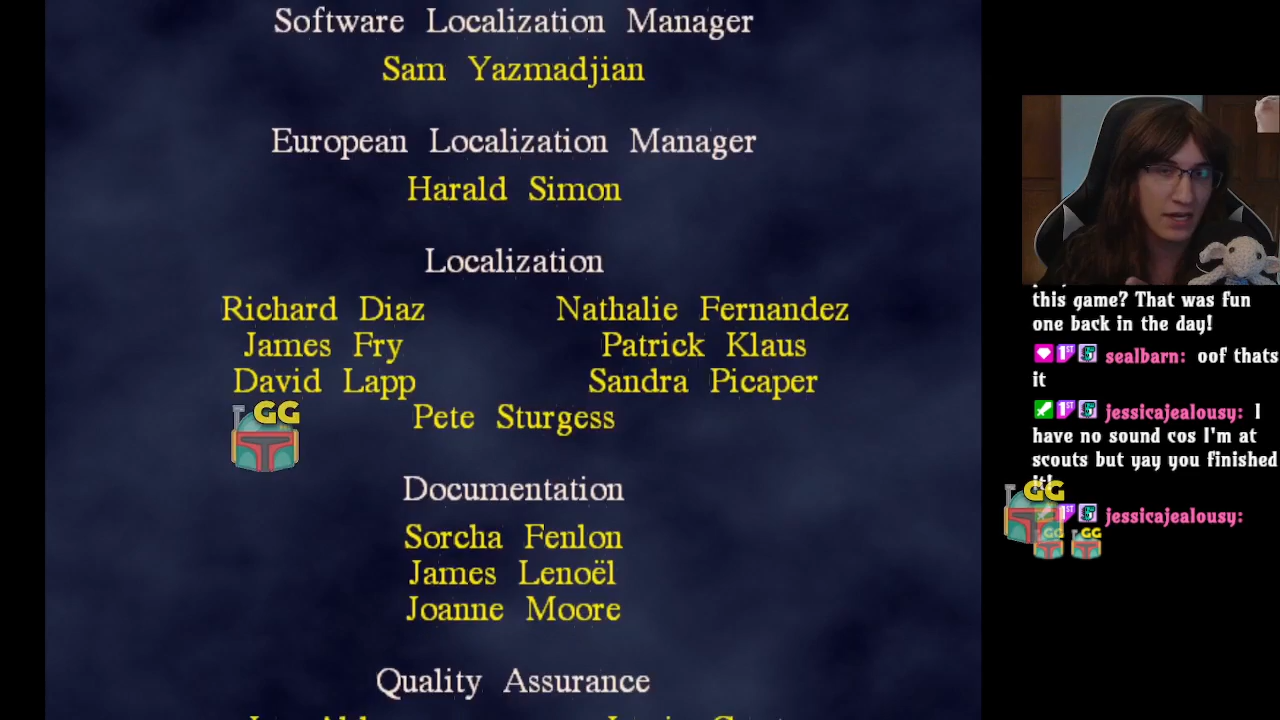 Software Localization Manager
Sam Yazmadjian
European Localization Manager
Harald Simon
Localization
Richard Diaz Nathalie Fernandez
James Fry Patrick Klaus
David Lapp Sandra Picaper
Pete Sturgess
GG
Documentation
Sorcha Fenlon
James Lenoël
Joanne Moore
Quality Assurance
this game? That was fun
one back in the day!
sealbarn: oof thats
it
jessicajealousy: I
have no sound cos I'm at
scouts but yay you finished
it!
GG
jessicajealousy:
GG GG